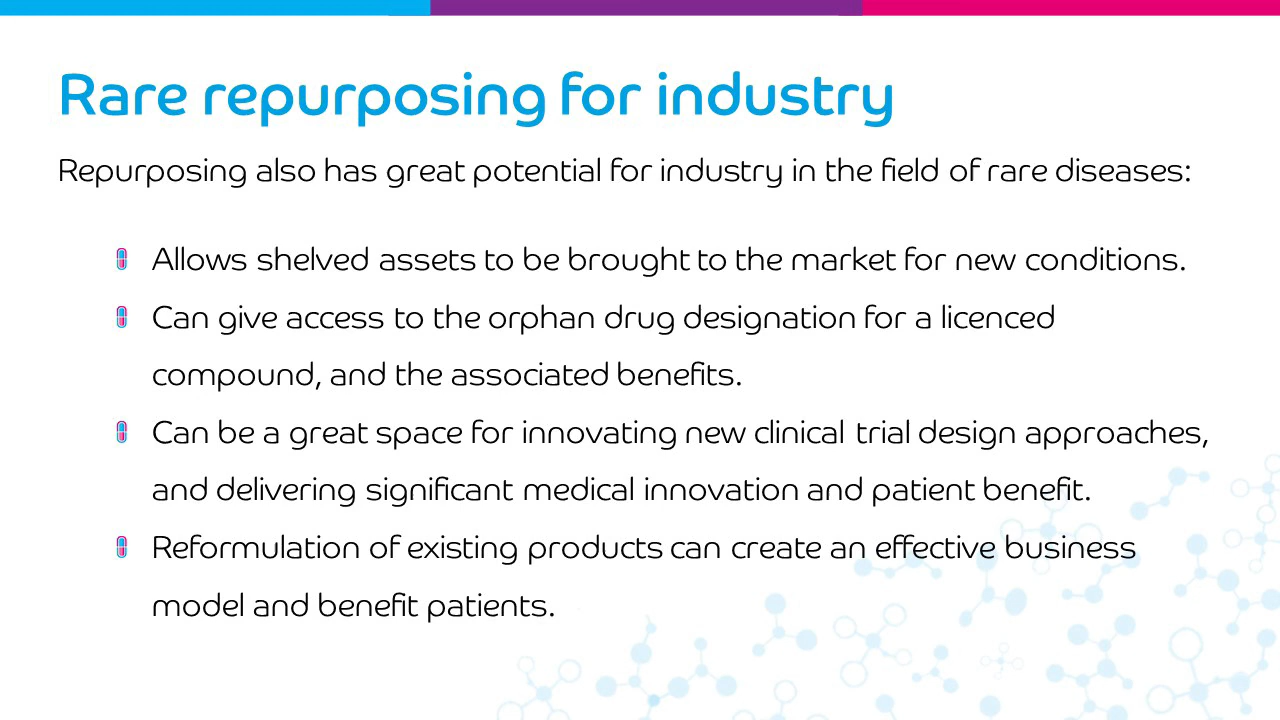 Rare repurposing for industry
Repurposing also has great potential for industry in the field of rare diseases:
Allows shelved assets to be brought to the market for new conditions.
Can give access to the orphan drug designation for a licenced
compound, and the associated benefits.
Can be a great space for innovating new clinical trial design approaches,
and delivering significant medical innovation and patient benefit.
Reformulation of existing products can create an effective business
model and benefit patients.